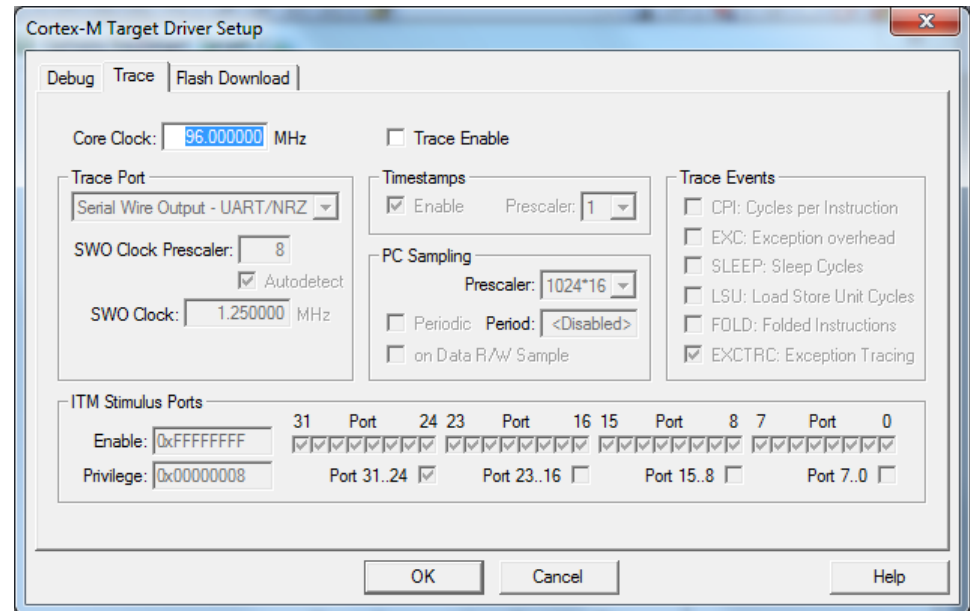 Cortex-M Target Driver Setup
Debug Trace Flash Download
Core Clock: 96.000000 MHz
Trace Enable
Trace Port
Serial Wire Output - UART/NRZ
SWO Clock Prescaler: 8
Autodetect
SWO Clock: 1.250000 MHz
Timestamps
Enable Prescaler: 1
PC Sampling
Prescaler: 1024*16
Periodic Period: <Disabled>
on Data R/W Sample
Trace Events
CPI: Cycles per Instruction
EXC: Exception overhead
SLEEP: Sleep Cycles
LSU: Load Store Unit Cycles
FOLD: Folded Instructions
EXCTRC: Exception Tracing
ITM Stimulus Ports
31 Port 24 23 Port 16 15 Port 8 7 Port 0
Enable: 0xFFFFFFFF
Privilege: 0x00000008 Port 31..24 Port 23..16 Port 15..8 Port 7..0
OK Cancel Help